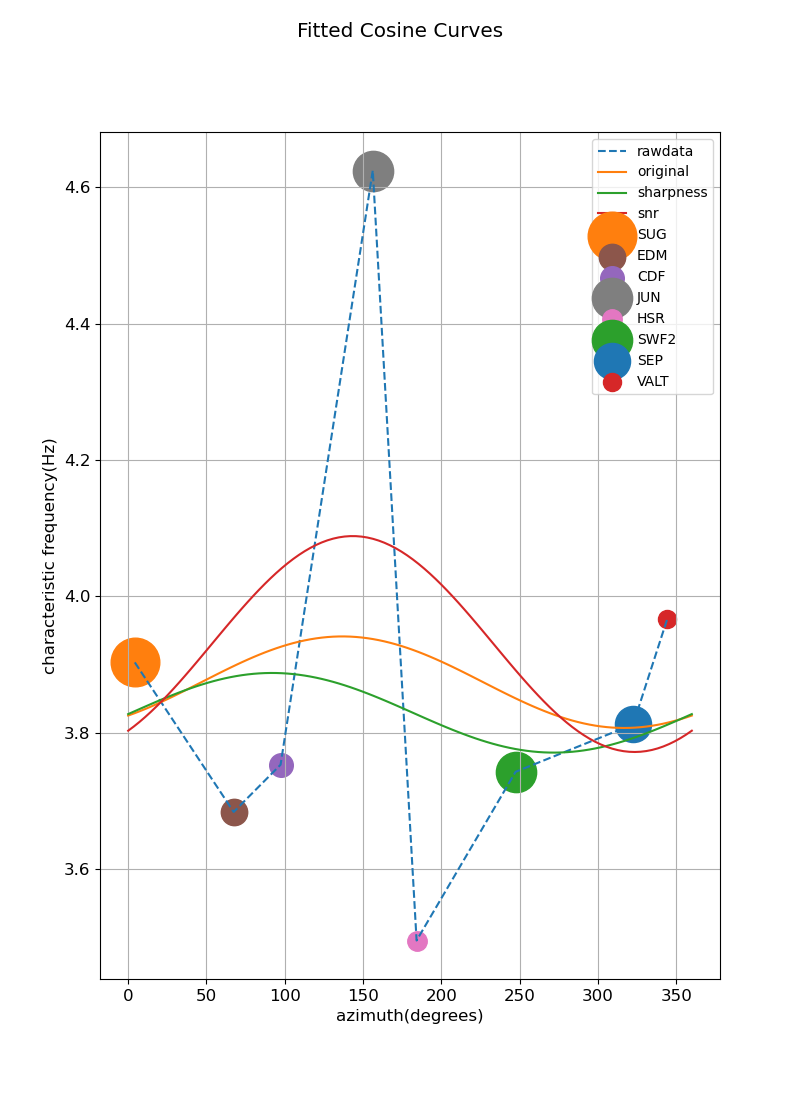 Fitted Cosine Curves
rawdata
original
sharpness
snr
SUG
EDM
CDF
JUN
HSR
SWF2
SEP
VALT
characteristic frequency(Hz)
4.6
4.4
4.2
4.0
3.8
3.6
0 50 100 150 200 250 300 350
azimuth(degrees)